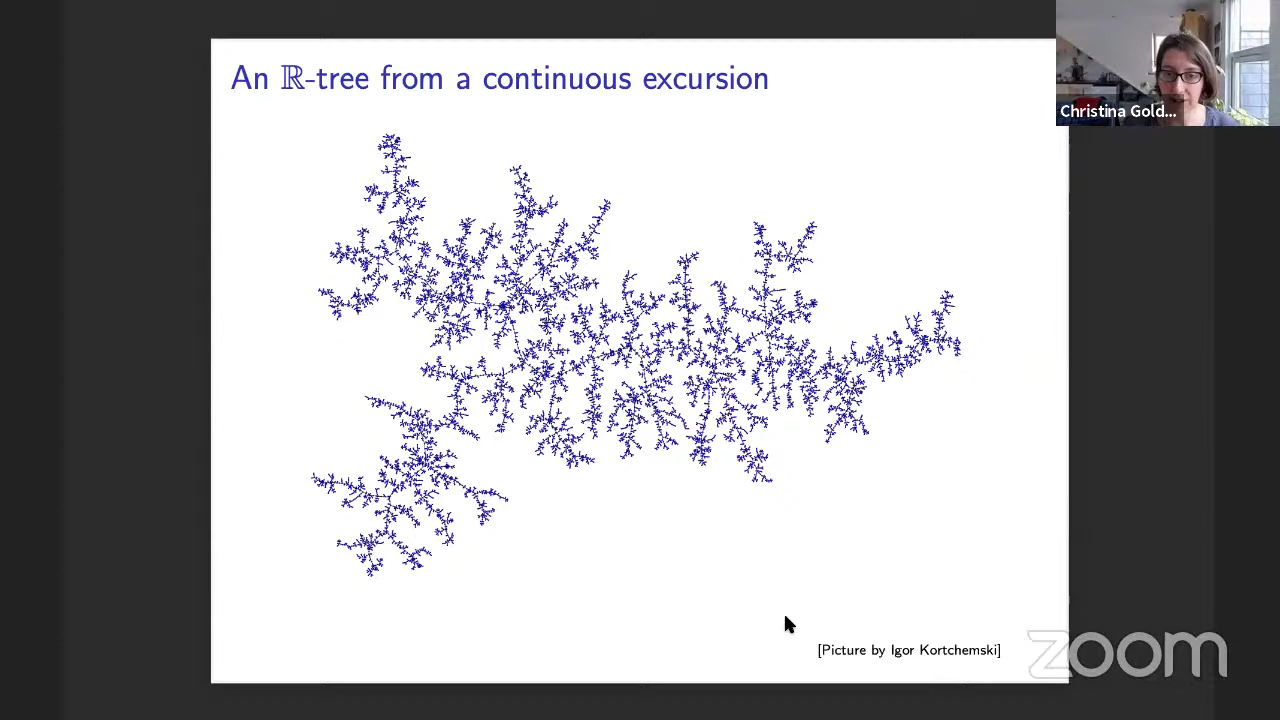 An ℝ-tree from a continuous excursion
Christina Gold...
[Picture by Igor Kortchemski]
zoom